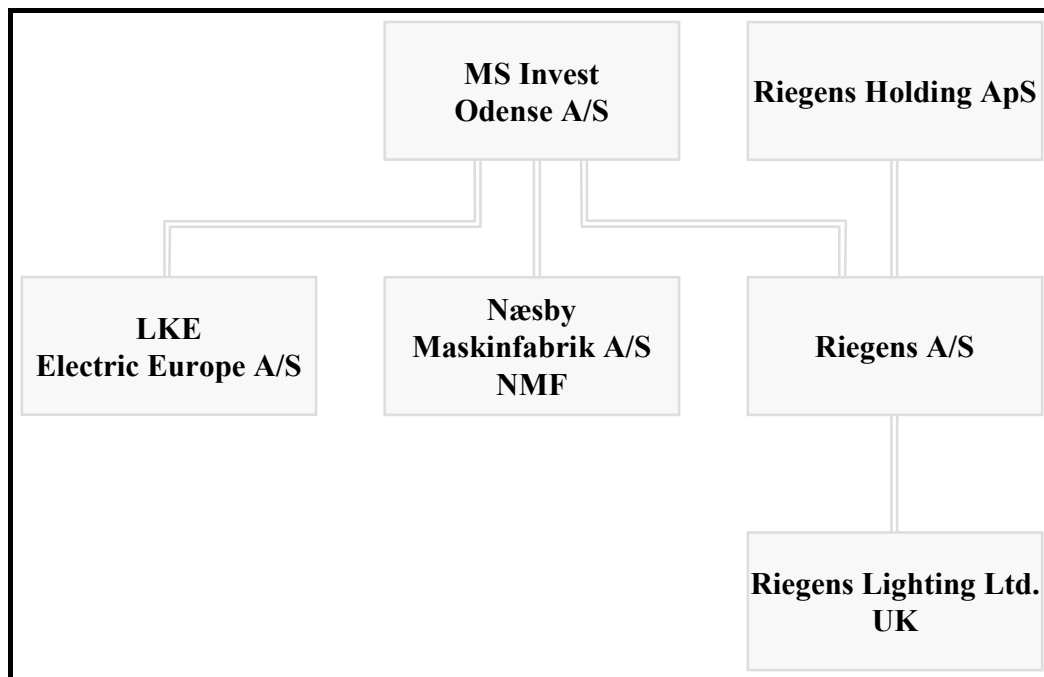 MS Invest
Odense A/S
Riegens Holding ApS
LKE
Electric Europe A/S
Næsby
Maskinfabrik A/S
NMF
Riegens A/S
Riegens Lighting Ltd.
UK